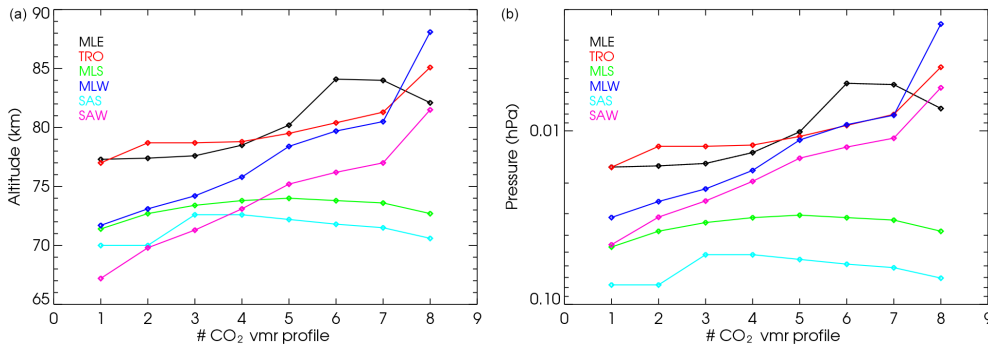 (a)
90
85
80
75
70
65
Altitude (km)
MLE
TRO
MLS
MLW
SAS
SAW
0 1 2 3 4 5 6 7 8 9
# CO2 vmr profile
(b)
0.01
0.10
Pressure (hPa)
MLE
TRO
MLS
MLW
SAS
SAW
0 1 2 3 4 5 6 7 8 9
# CO2 vmr profile